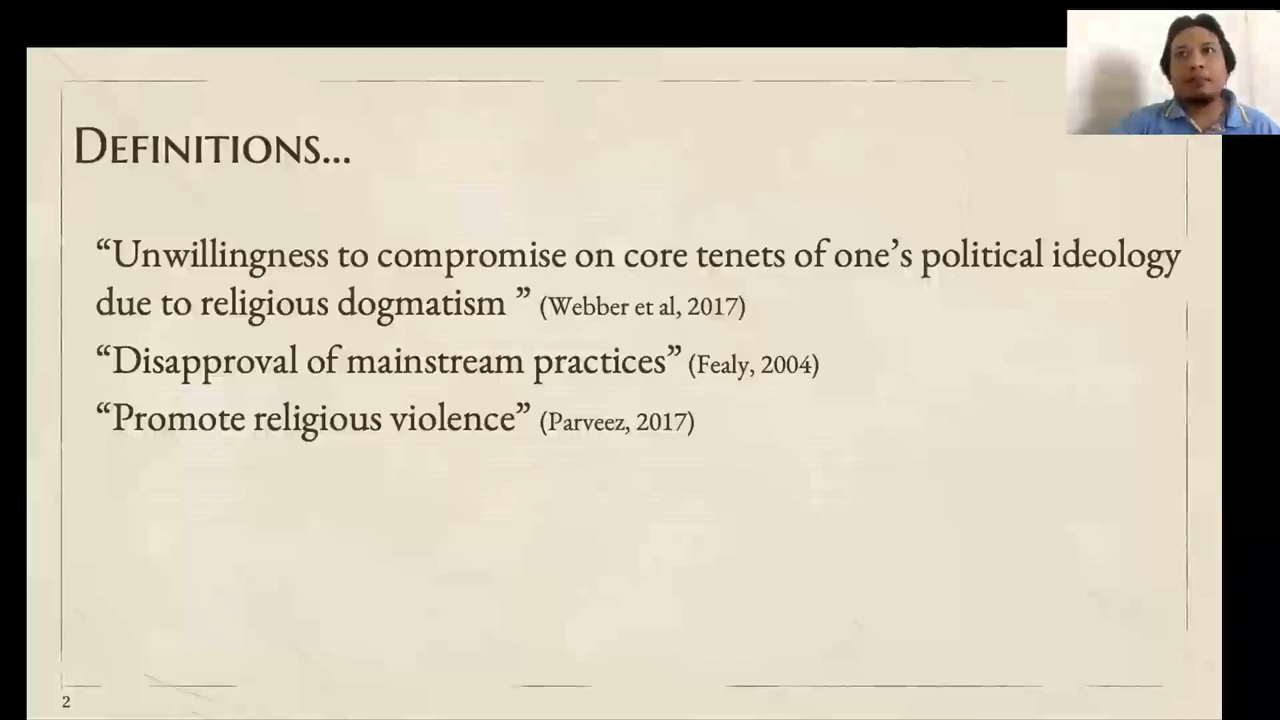 Definitions...
“Unwillingness to compromise on core tenets of one’s political ideology
due to religious dogmatism ” (Webber et al, 2017)
“Disapproval of mainstream practices” (Fealy, 2004)
“Promote religious violence” (Parveez, 2017)
2